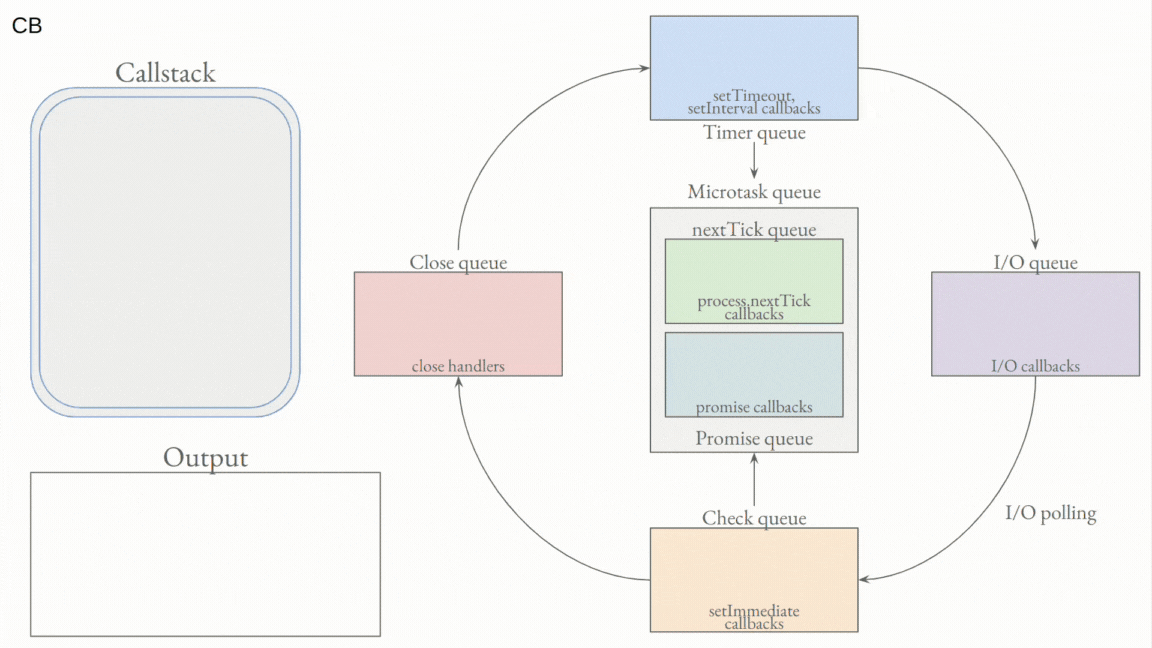 CB
Callstack
Output
setTimeout,
setInterval callbacks
Timer queue
Microtask queue
nextTick queue
process.nextTick
callbacks
promise callbacks
Promise queue
Close queue
close handlers
I/O queue
I/O callbacks
I/O polling
Check queue
setImmediate
callbacks